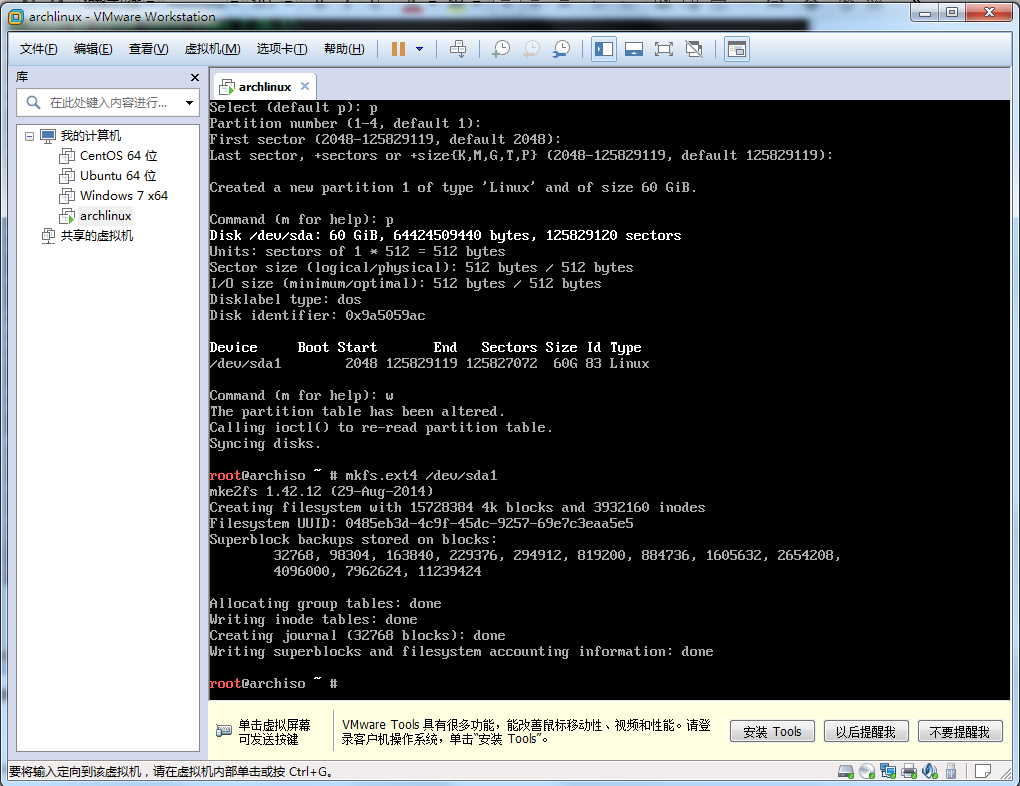 archlinux - VMware Workstation
文件(F) 编辑(E) 查看(V) 虚拟机(M) 选项卡(T) 帮助(H)
库
在此处键入内容进行...
我的计算机
CentOS 64 位
Ubuntu 64 位
Windows 7 x64
archlinux
共享的虚拟机
archlinux
Select (default p): p
Partition number (1-4, default 1):
First sector (2048-125829119, default 2048):
Last sector, +sectors or +size{K,M,G,T,P} (2048-125829119, default 125829119):
Created a new partition 1 of type 'Linux' and of size 60 GiB.
Command (m for help): p
Disk /dev/sda: 60 GiB, 64424509440 bytes, 125829120 sectors
Units: sectors of 1 * 512 = 512 bytes
Sector size (logical/physical): 512 bytes / 512 bytes
I/O size (minimum/optimal): 512 bytes / 512 bytes
Disklabel type: dos
Disk identifier: 0x9a5059ac
Device     Boot Start       End   Sectors Size Id Type
/dev/sda1        2048 125829119 125827072  60G 83 Linux
Command (m for help): w
The partition table has been altered.
Calling ioctl() to re-read partition table.
Syncing disks.
root@archiso ~ # mkfs.ext4 /dev/sda1
mke2fs 1.42.12 (29-Aug-2014)
Creating filesystem with 15728384 4k blocks and 3932160 inodes
Filesystem UUID: 0485eb3d-4c9f-45dc-9257-69e7c3eaa5e5
Superblock backups stored on blocks:
32768, 98304, 163840, 229376, 294912, 819200, 884736, 1605632, 2654208,
4096000, 7962624, 11239424
Allocating group tables: done
Writing inode tables: done
Creating journal (32768 blocks): done
Writing superblocks and filesystem accounting information: done
root@archiso ~ #
单击虚拟屏幕
可发送按键
VMware Tools 具有很多功能，能改善鼠标移动性、视频和性能。请登
录客户机操作系统，单击“安装 Tools”。
安装 Tools
以后提醒我
不要提醒我
要将输入定向到该虚拟机，请在虚拟机内部单击或按 Ctrl+G。